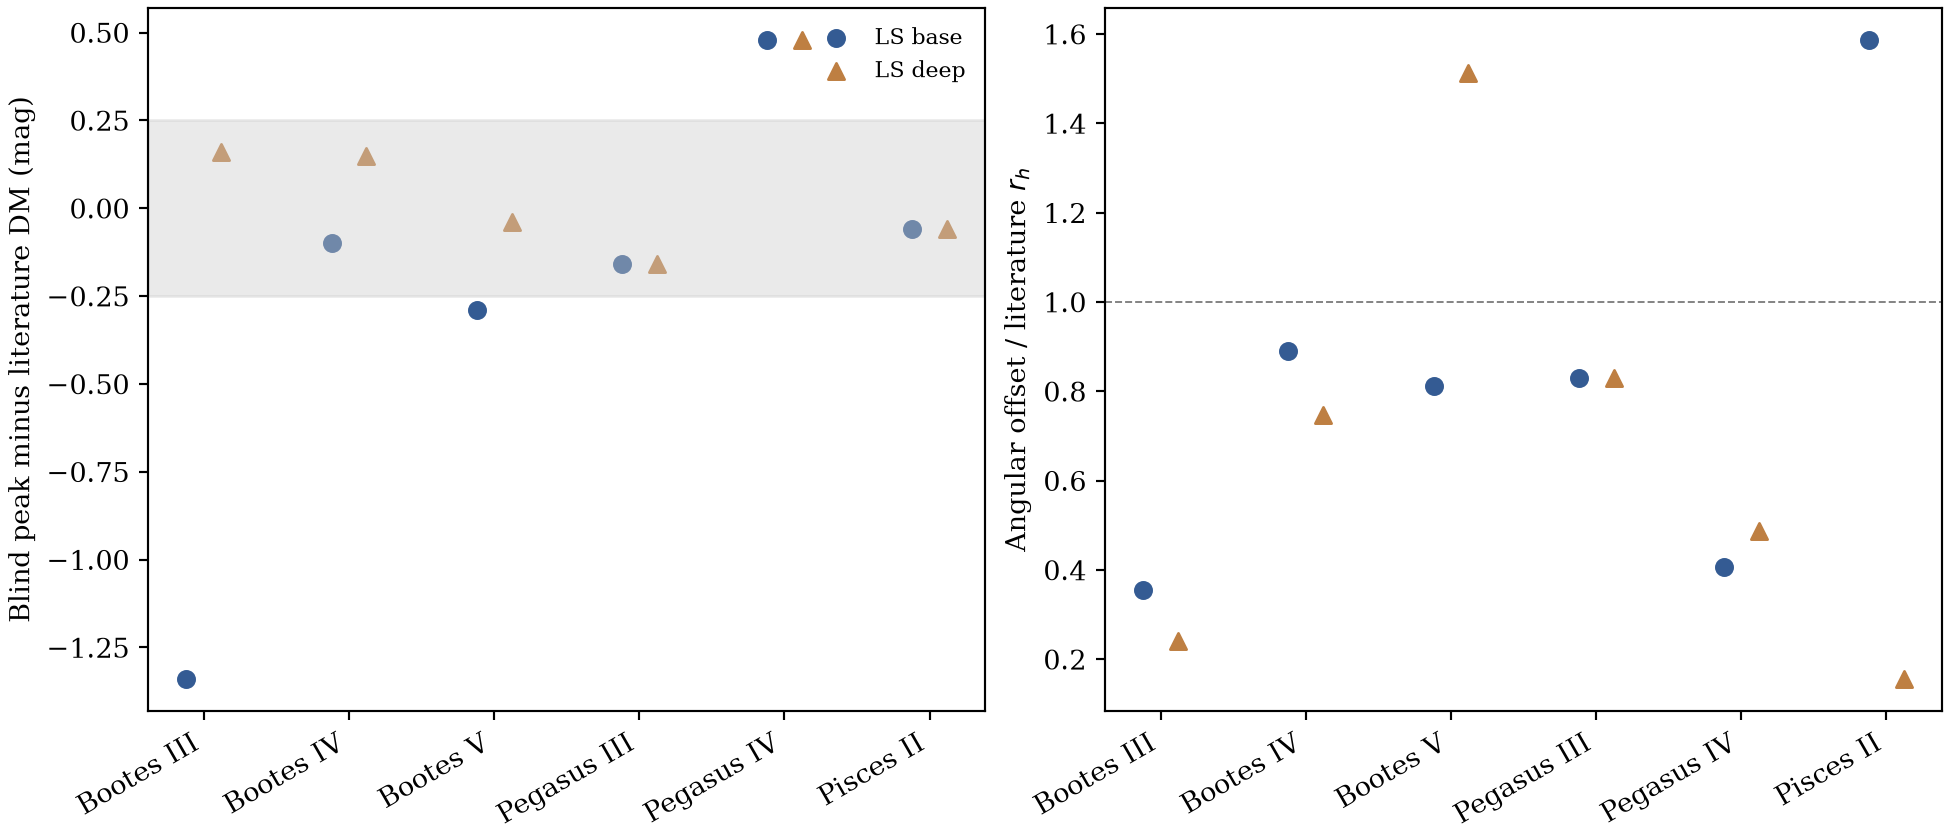 Blind peak minus literature DM (mag)
0.50
0.25
0.00
−0.25
−0.50
−0.75
−1.00
−1.25
LS base
LS deep
Bootes III
Bootes IV
Bootes V
Pegasus III
Pegasus IV
Pisces II
Angular offset / literature r_h
1.6
1.4
1.2
1.0
0.8
0.6
0.4
0.2
Bootes III
Bootes IV
Bootes V
Pegasus III
Pegasus IV
Pisces II